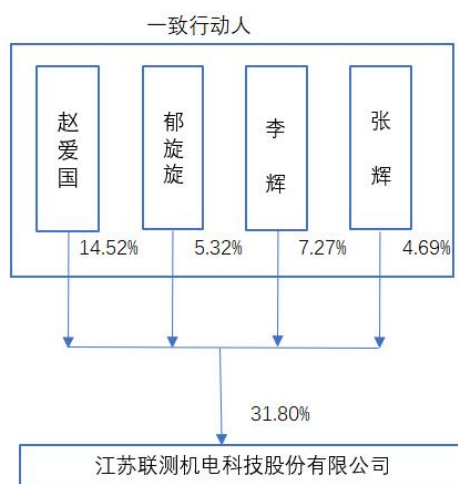 一致行动人
赵爱国
郁旋旋
李辉
张辉
14.52%
5.32%
7.27%
4.69%
31.80%
江苏联测机电科技股份有限公司